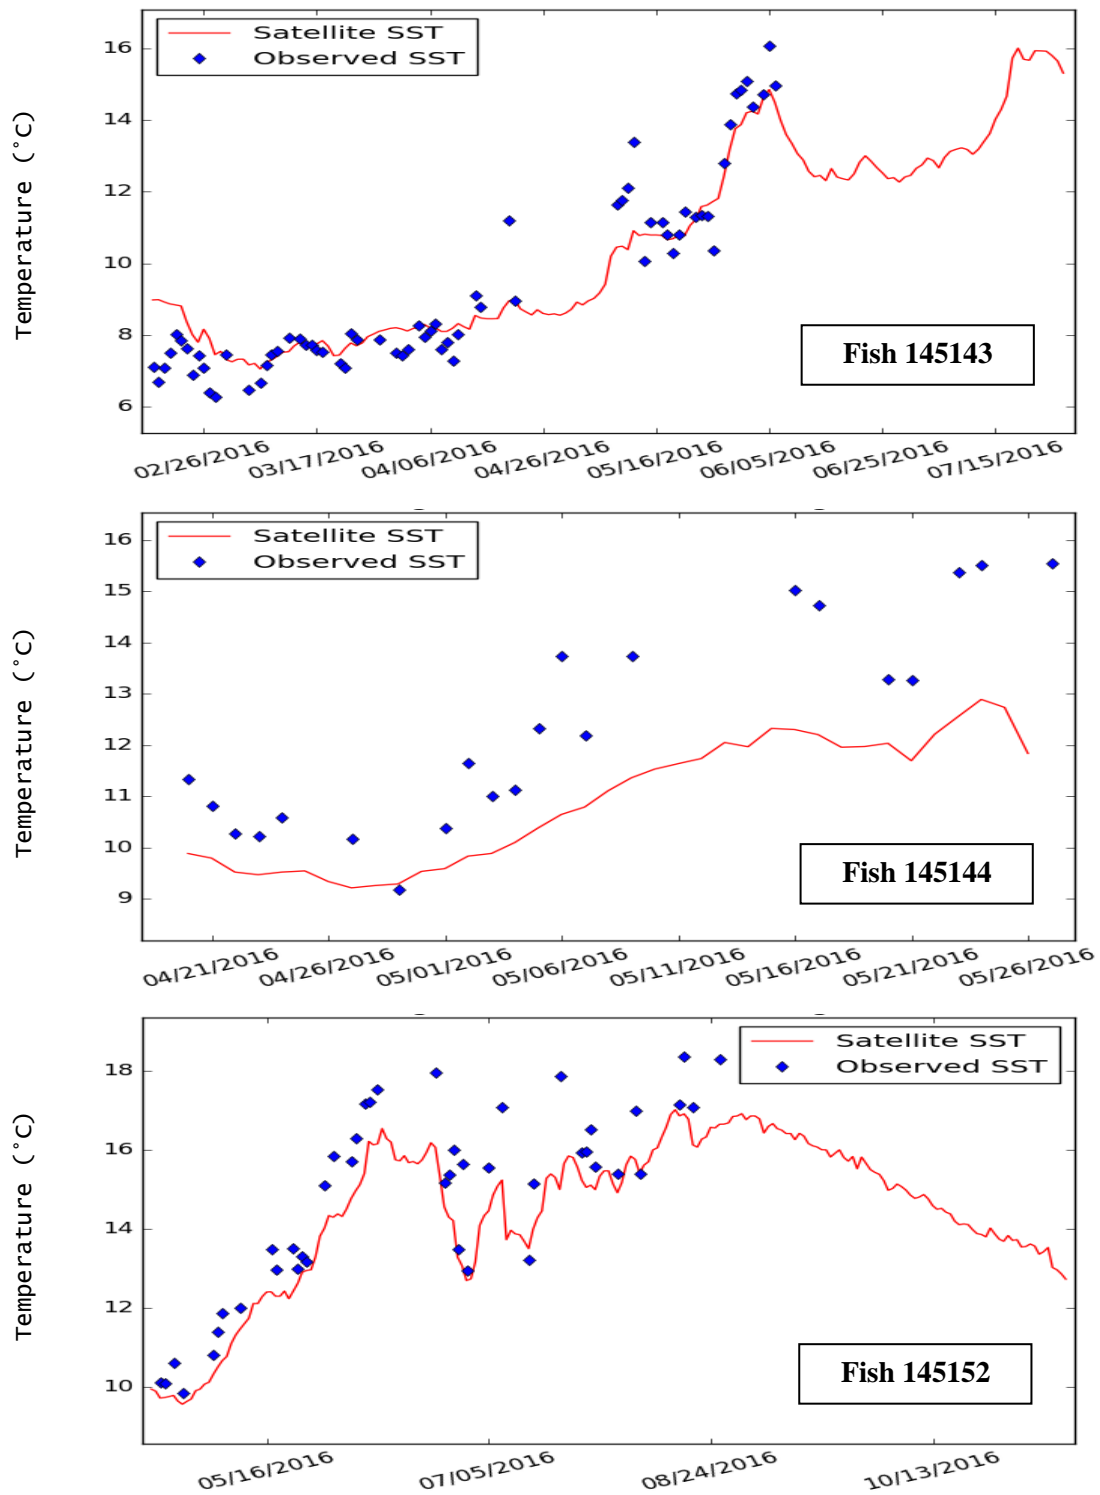 Satellite SST
Observed SST
Temperature (°C)
16
14
12
10
8
6
Fish 145143
02/26/2016 03/17/2016 04/06/2016 04/26/2016 05/16/2016 06/05/2016 06/25/2016 07/15/2016
Satellite SST
Observed SST
Temperature (°C)
16
15
14
13
12
11
10
9
Fish 145144
04/21/2016 04/26/2016 05/01/2016 05/06/2016 05/11/2016 05/16/2016 05/21/2016 05/26/2016
Satellite SST
Observed SST
Temperature (°C)
18
16
14
12
10
Fish 145152
05/16/2016 07/05/2016 08/24/2016 10/13/2016